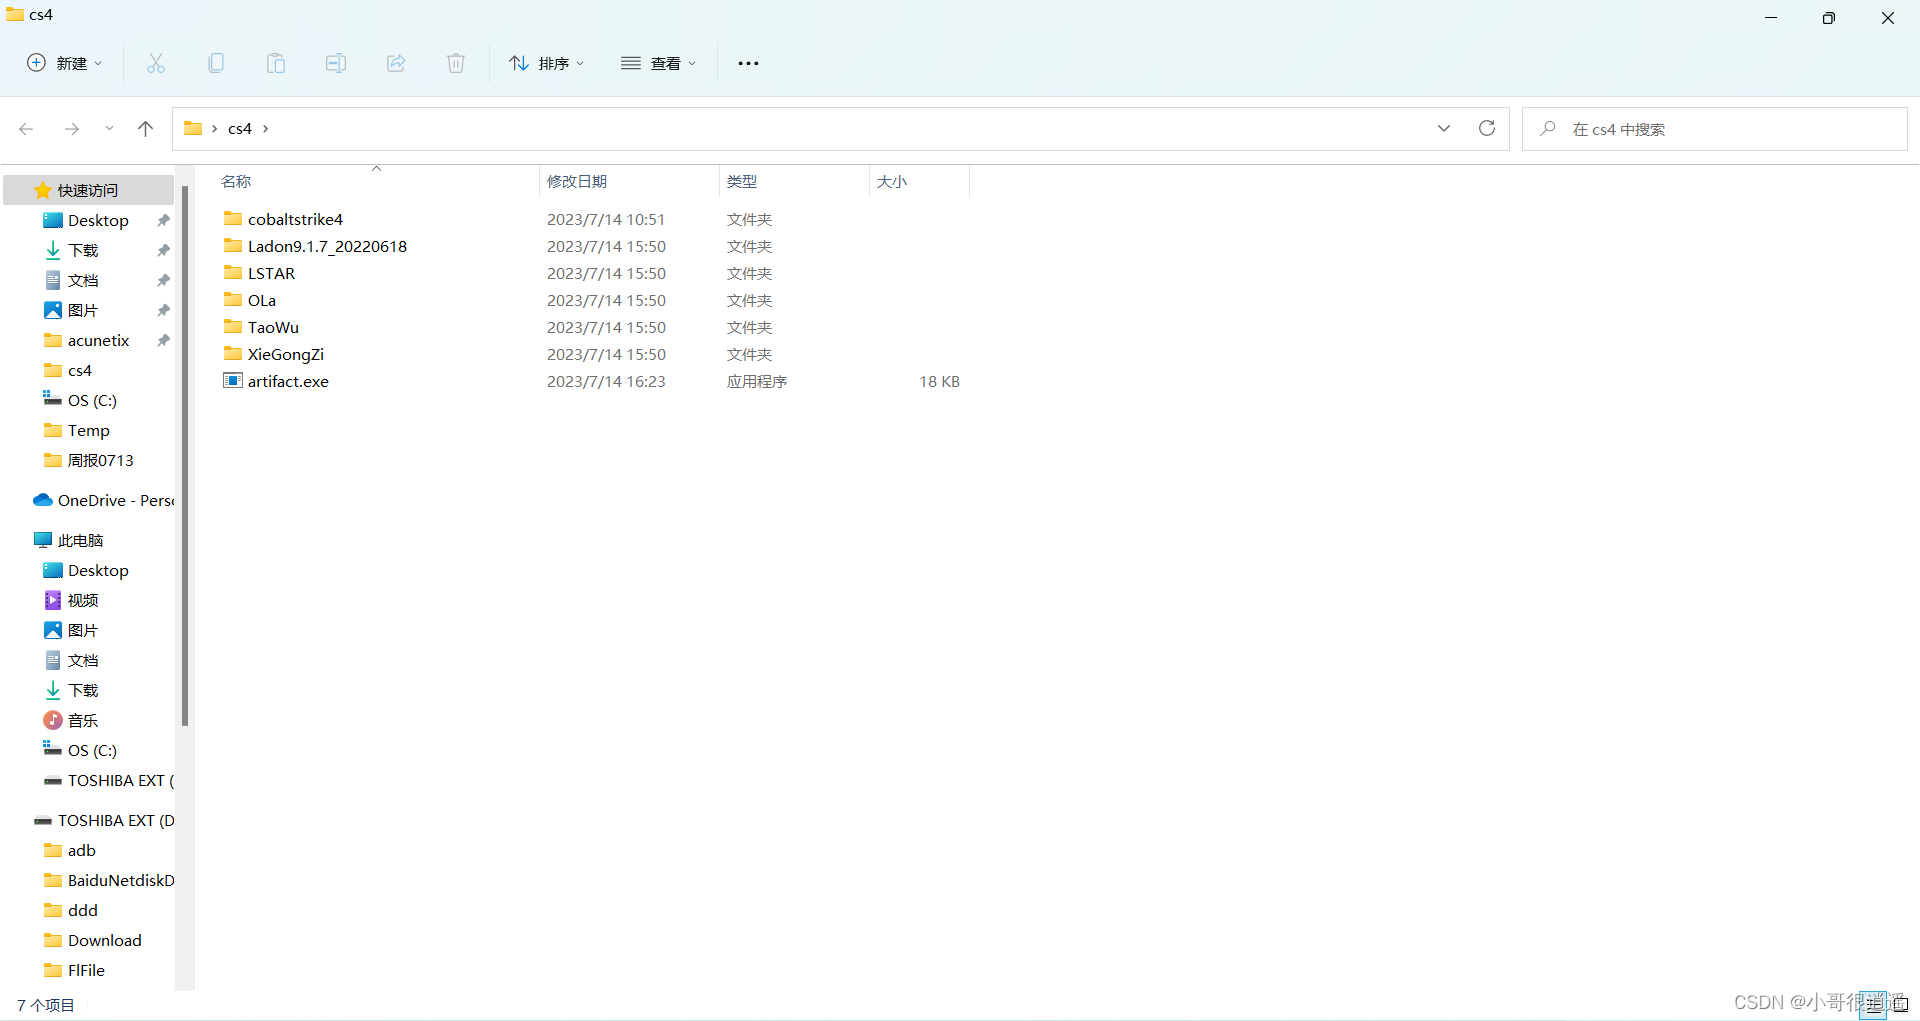 cs4
新建
排序
查看
cs4
在 cs4 中搜索
名称 修改日期 类型 大小
cobaltstrike4 2023/7/14 10:51 文件夹
Ladon9.1.7_20220618 2023/7/14 15:50 文件夹
LSTAR 2023/7/14 15:50 文件夹
OLa 2023/7/14 15:50 文件夹
TaoWu 2023/7/14 15:50 文件夹
XieGongZi 2023/7/14 15:50 文件夹
artifact.exe 2023/7/14 16:23 应用程序 18 KB
快速访问
Desktop
下载
文档
图片
acunetix
cs4
OS (C:)
Temp
周报0713
OneDrive - Pers
此电脑
Desktop
视频
图片
文档
下载
音乐
OS (C:)
TOSHIBA EXT (
TOSHIBA EXT (D
adb
BaiduNetdiskD
ddd
Download
FlFile
7 个项目
CSDN @小哥很逍遥